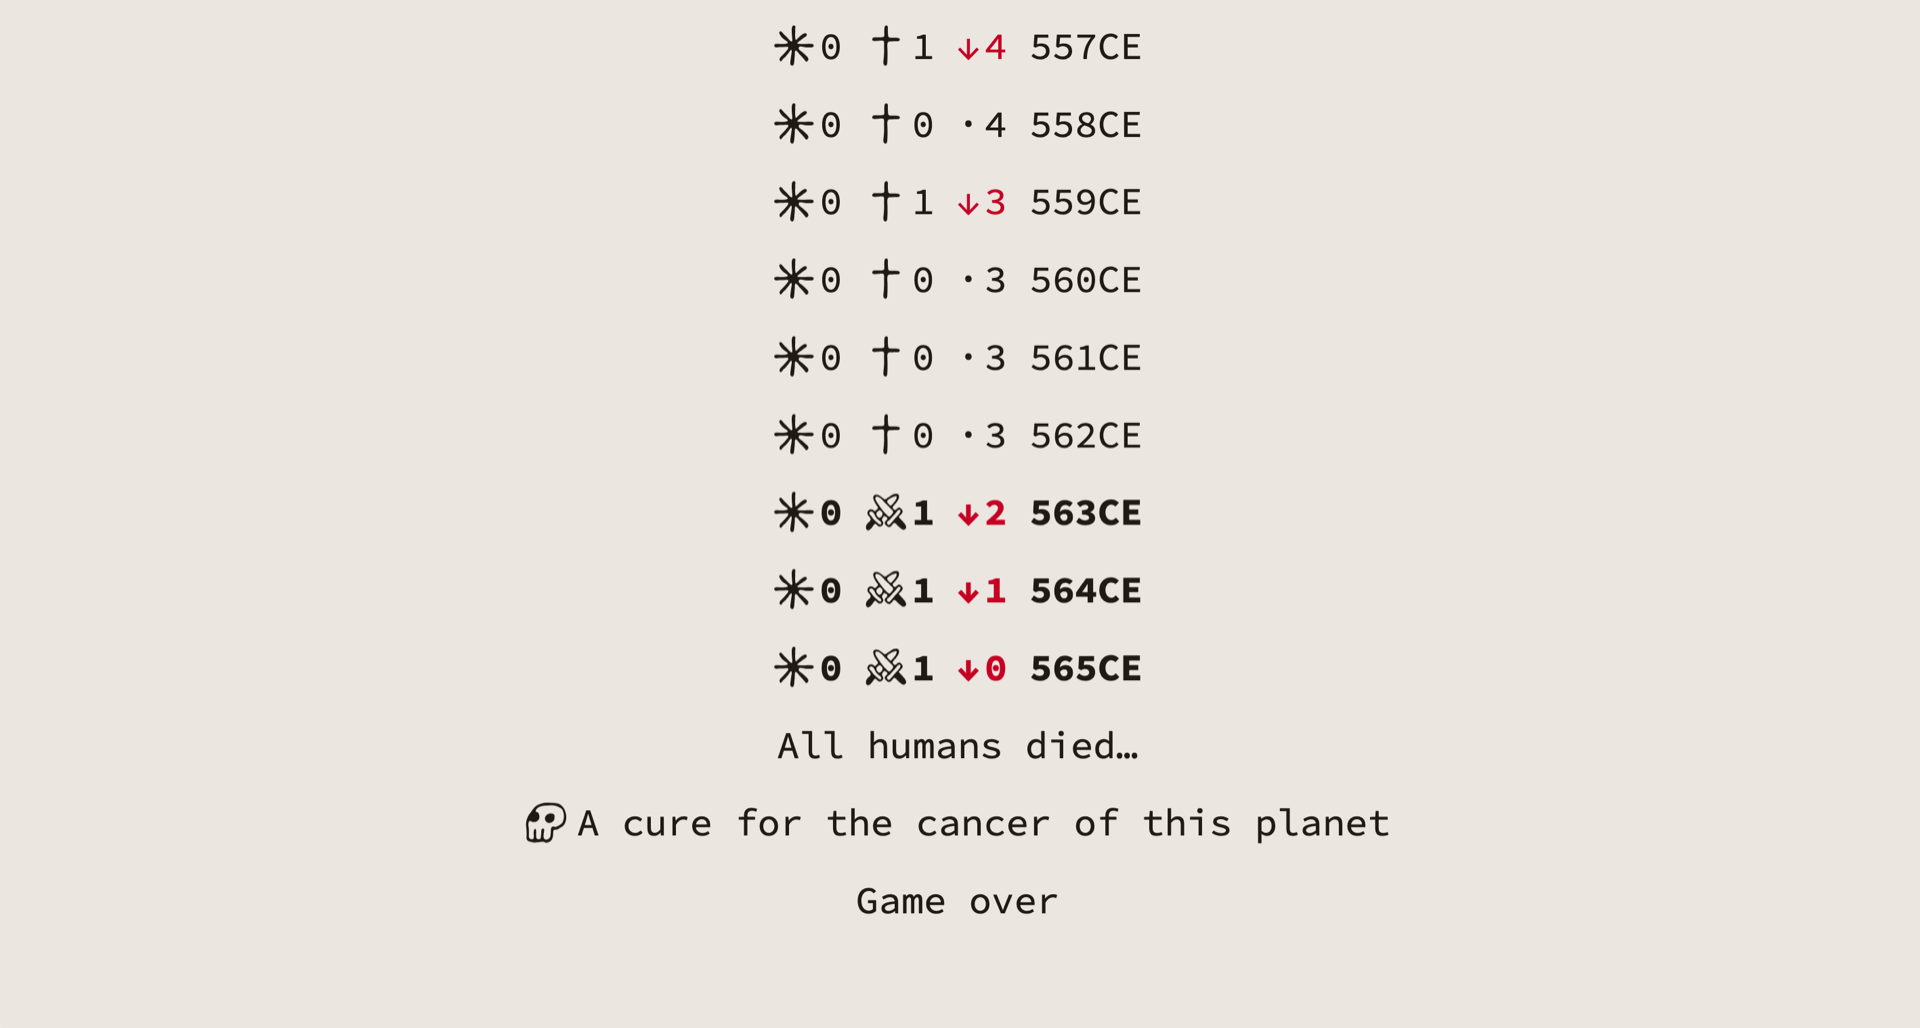 0 1 ↓4 557CE
0 0 ·4 558CE
0 1 ↓3 559CE
0 0 ·3 560CE
0 0 ·3 561CE
0 0 ·3 562CE
0 1 ↓2 563CE
0 1 ↓1 564CE
0 1 ↓0 565CE
All humans died…
A cure for the cancer of this planet
Game over